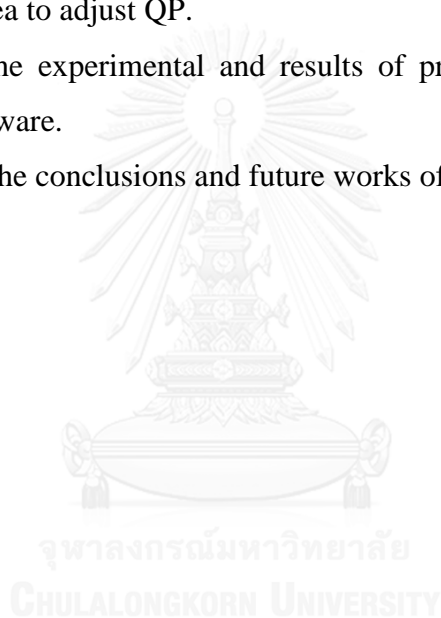 ea to adjust QP.
he experimental and results of pr
ware.
he conclusions and future works of
จุฬาลงกรณ์มหาวิทยาลัย
CHULALONGKORN UNIVERSITY